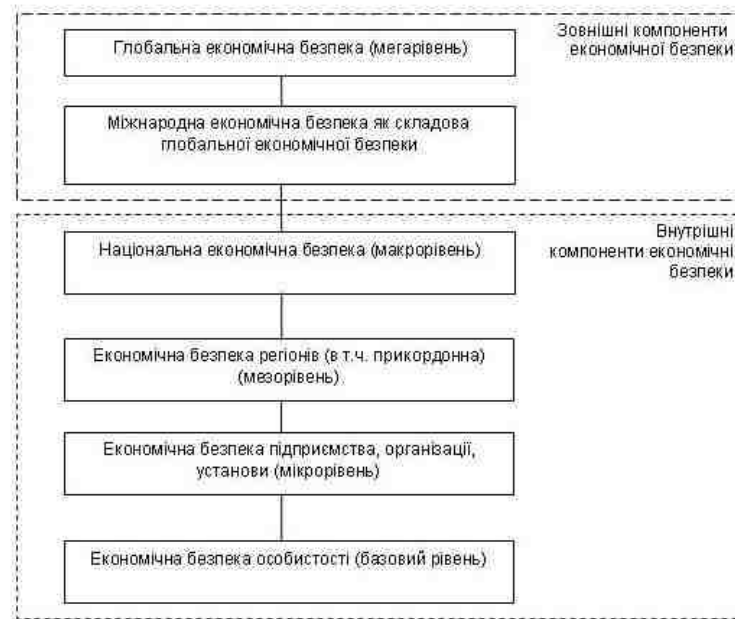 Глобальна економічна безпека (мегарівень)
Зовнішні компоненти
економічної безпеки
Міжнародна економічна безпека як складова
глобальної економічної безпеки
Національна економічна безпека (макрорівень)
Внутрішні
компоненти економічні
безпеки
Економічна безпека регіонів (в т.ч. прикордонна)
(мезорівень)
Економічна безпека підприємства, організації,
установи (мікрорівень)
Економічна безпека особистості (базовий рівень)